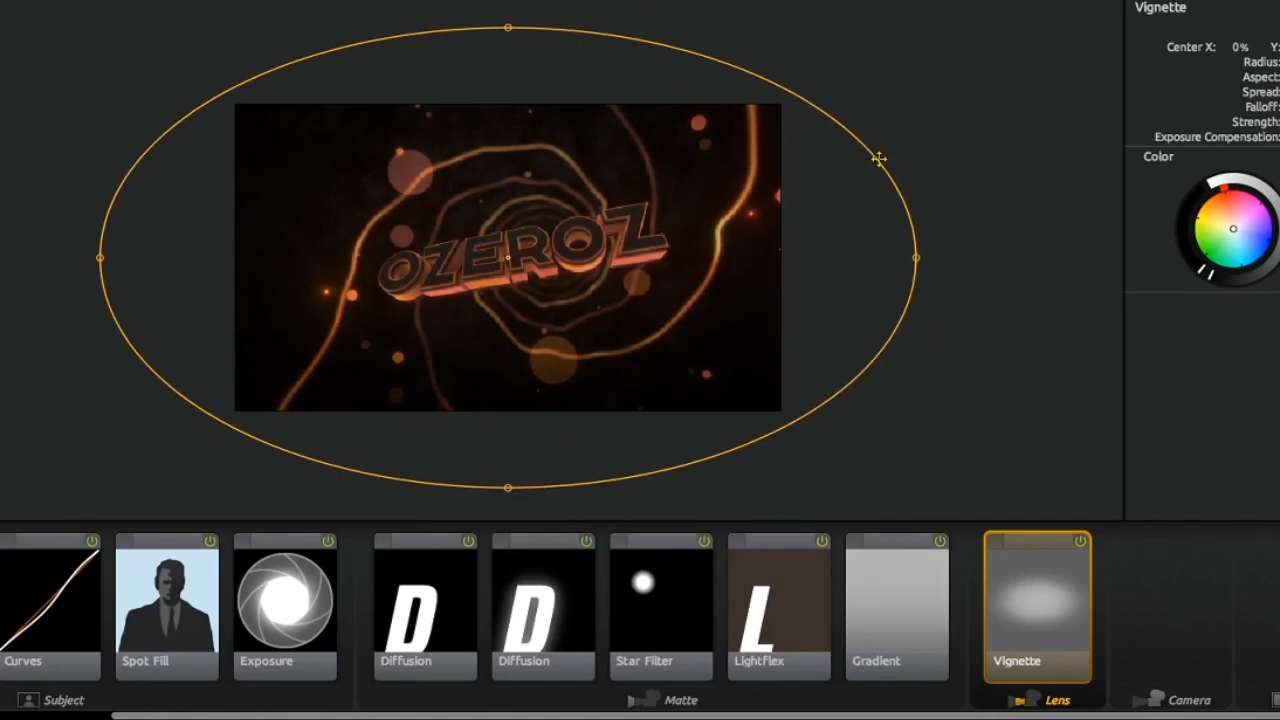 Vignette
Center X: 0% Y:
Radius:
Aspect:
Spread:
Falloff:
Strength:
Exposure Compensation:
Color
OZEROZ
D
D
L
Curves
Spot Fill
Exposure
Diffusion
Diffusion
Star Filter
Lightflex
Gradient
Vignette
Subject
Matte
Lens
Camera